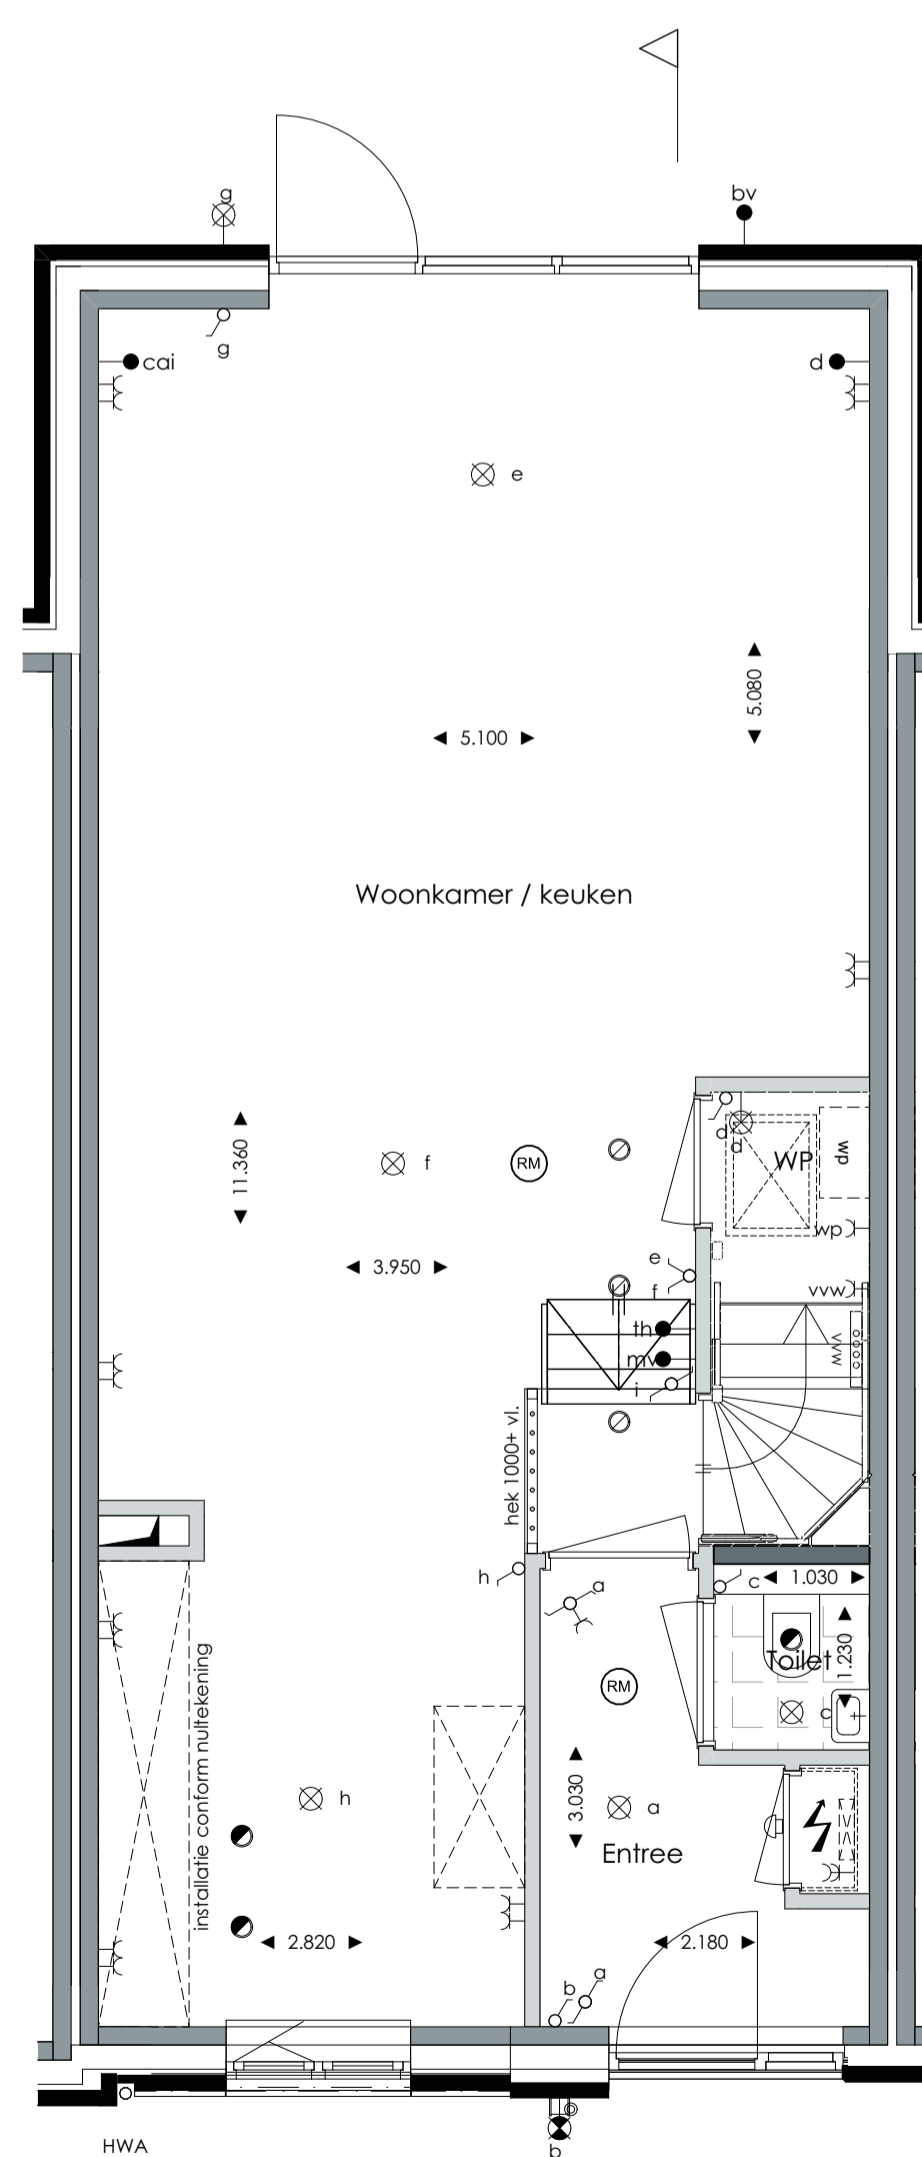 g
bv
g
cai
d
e
5.080
5.100
Woonkamer / keuken
11.360
f
RM
d
d
WP
wp
wp
3.950
e
f
vvw
th
mv
vvw
i
hek 1000+ vl.
h
a
c
1.030
1.230
Toilet
installatie conform nultekening
RM
c
h
3.030
a
Entree
2.820
2.180
b
a
HWA
b